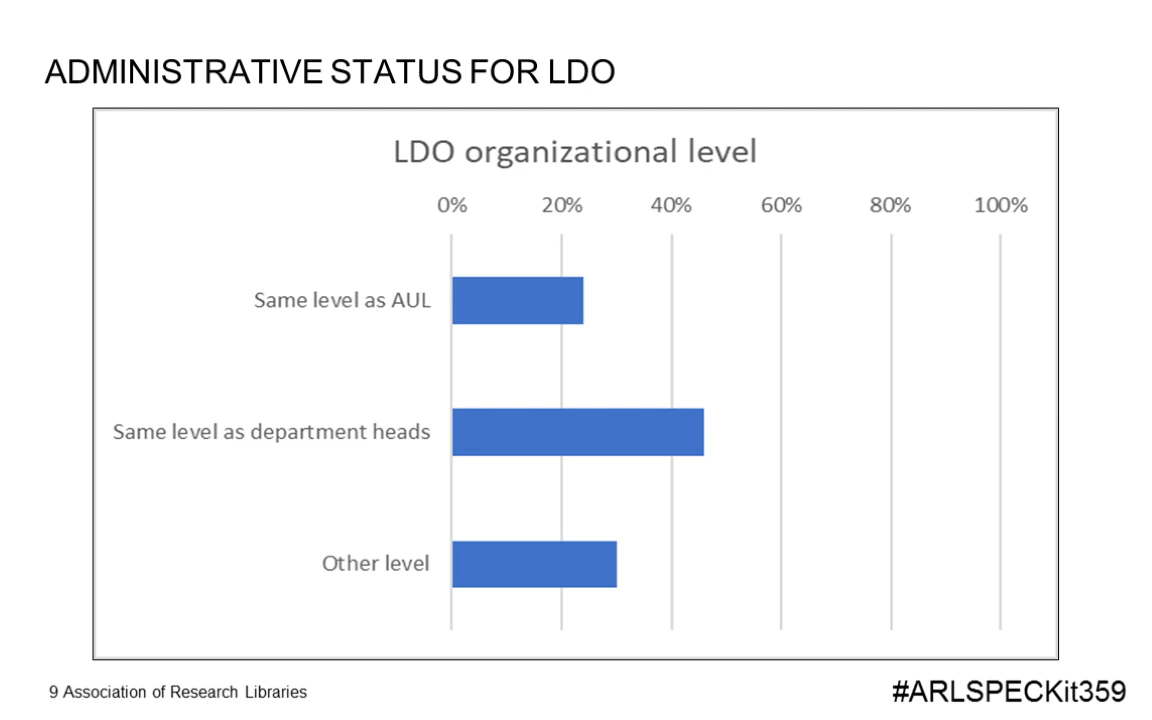 ADMINISTRATIVE STATUS FOR LDO
LDO organizational level
0% 20% 40% 60% 80% 100%
Same level as AUL
Same level as department heads
Other level
9 Association of Research Libraries
#ARLSPECKit359